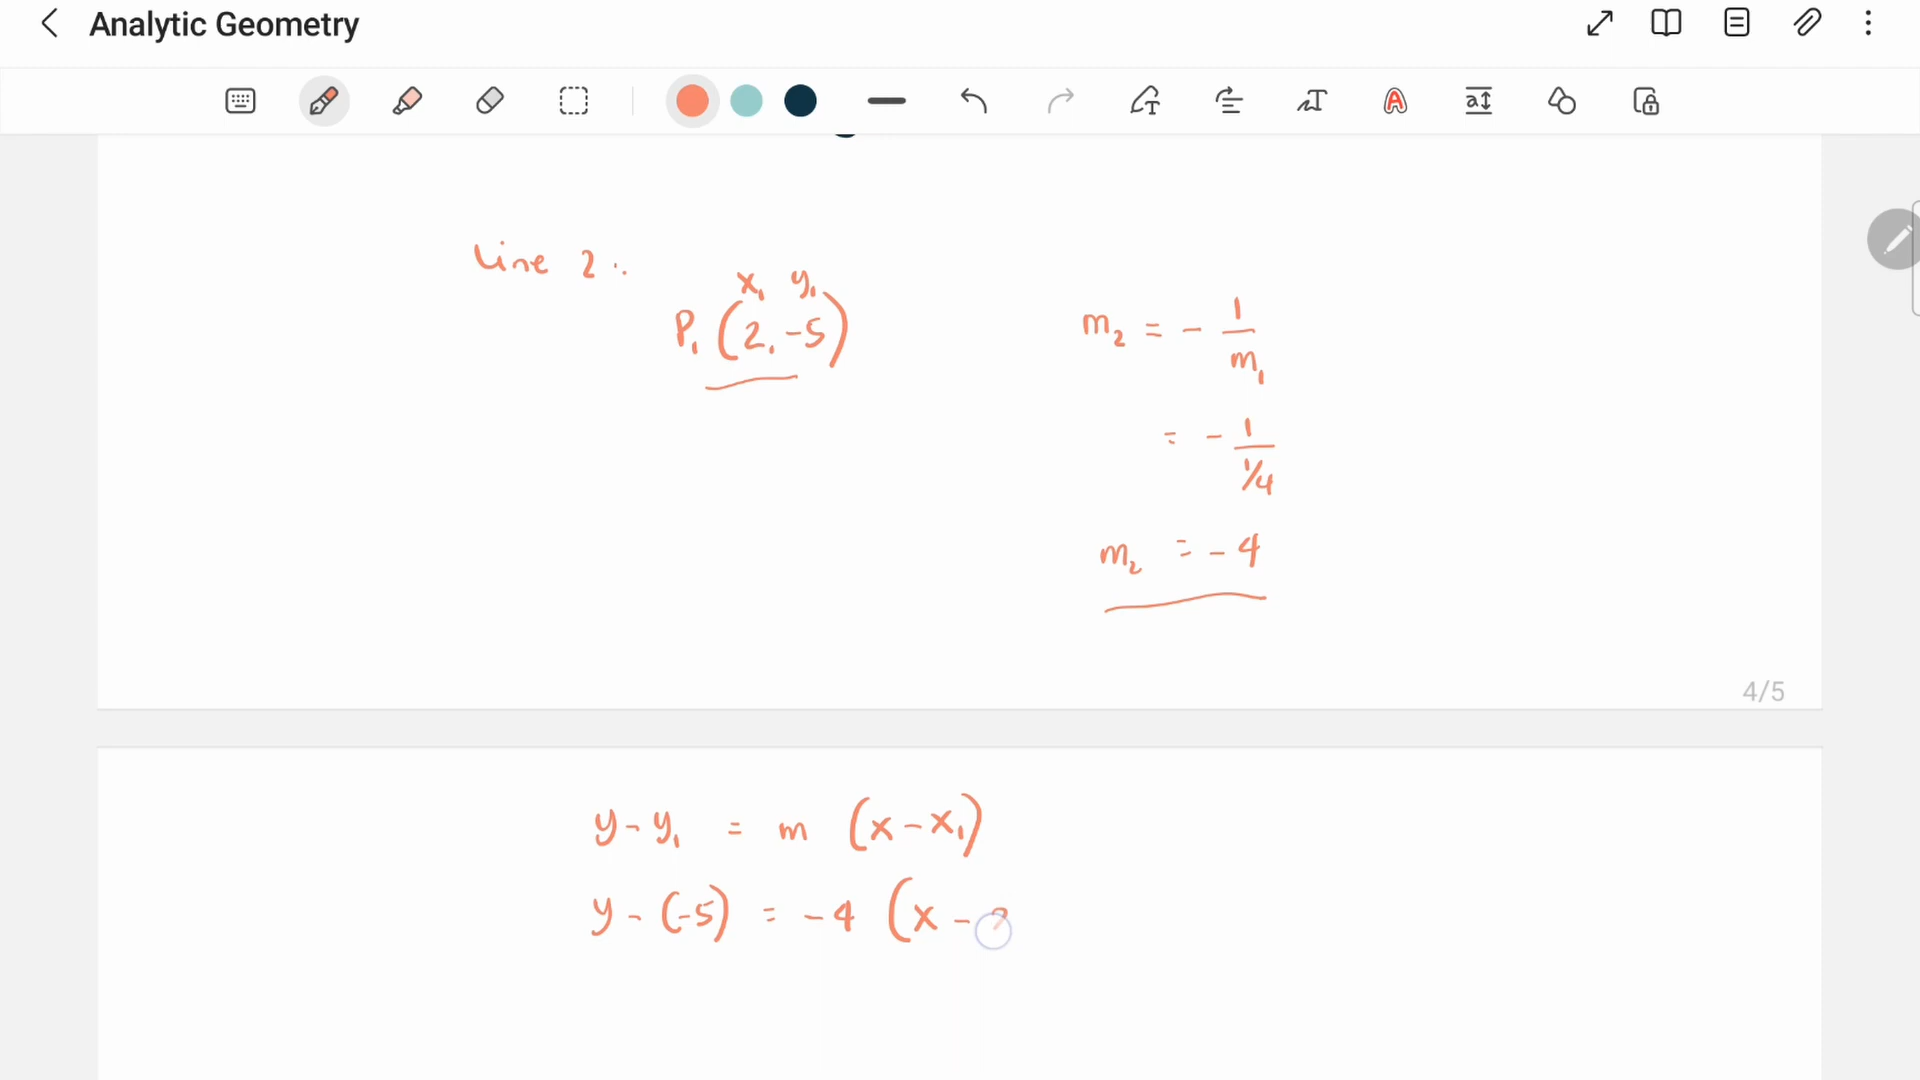 Analytic Geometry
Line 2:
x₁ y₁
P₁ (2, -5)
m₂ = - 1/m₁
= - 1/(1/4)
m₂ = - 4
4/5
y - y₁ = m (x - x₁)
y - (-5) = -4 (x -